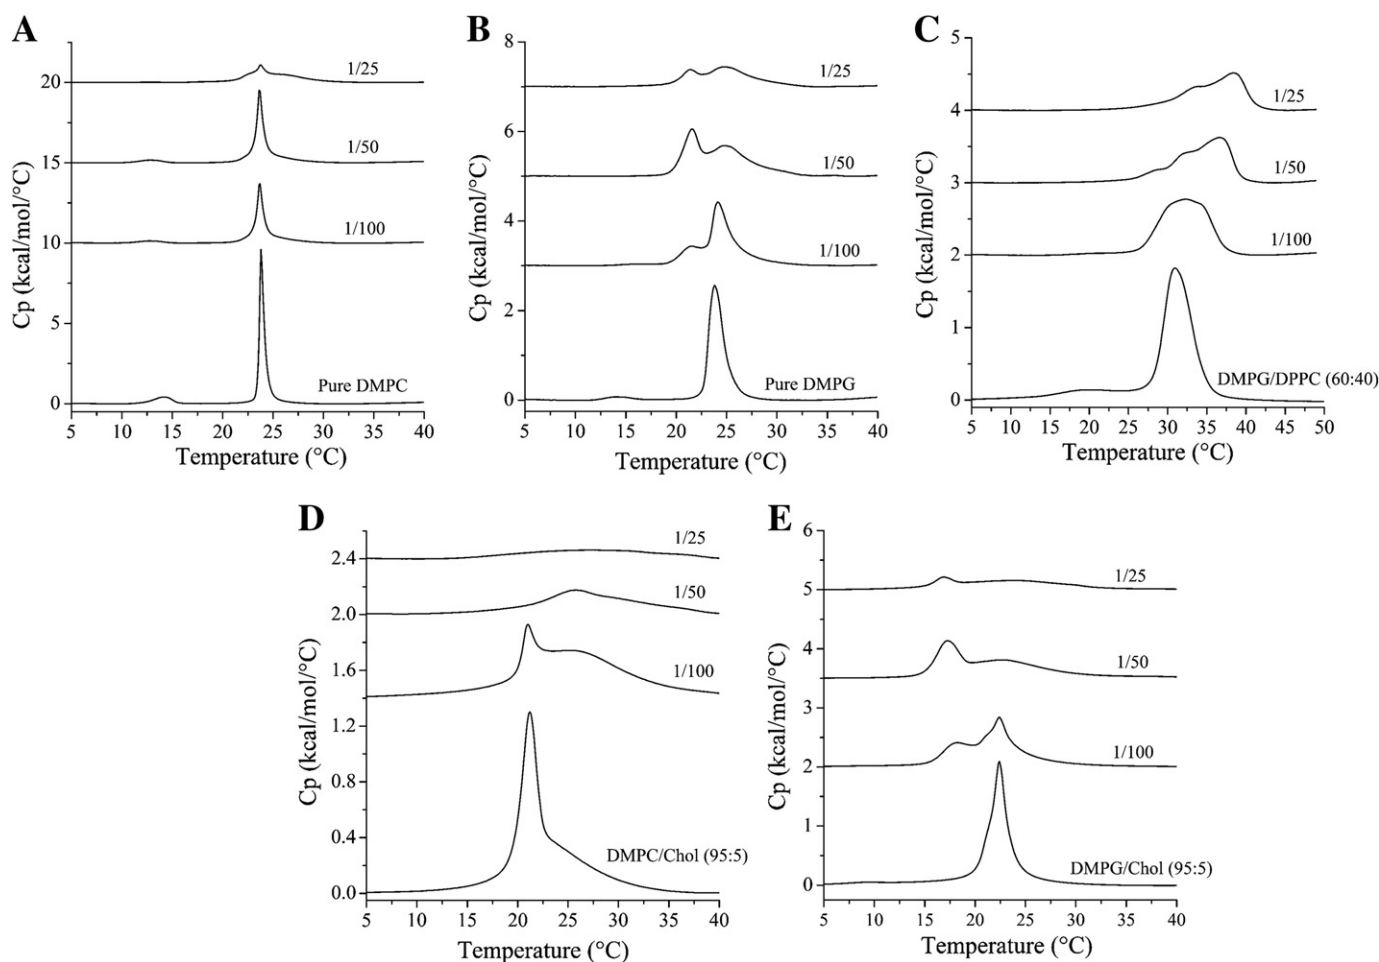 A
Cp (kcal/mol/°C)
20
15
10
5
0
1/25
1/50
1/100
Pure DMPC
5 10 15 20 25 30 35 40
Temperature (°C)
B
Cp (kcal/mol/°C)
8
6
4
2
0
1/25
1/50
1/100
Pure DMPG
5 10 15 20 25 30 35 40
Temperature (°C)
C
Cp (kcal/mol/°C)
5
4
3
2
1
0
1/25
1/50
1/100
DMPG/DPPC (60:40)
5 10 15 20 25 30 35 40 45 50
Temperature (°C)
D
Cp (kcal/mol/°C)
2.4
2.0
1.6
1.2
0.8
0.4
0.0
1/25
1/50
1/100
DMPC/Chol (95:5)
5 10 15 20 25 30 35 40
Temperature (°C)
E
Cp (kcal/mol/°C)
6
5
4
3
2
1
0
1/25
1/50
1/100
DMPG/Chol (95:5)
5 10 15 20 25 30 35 40
Temperature (°C)